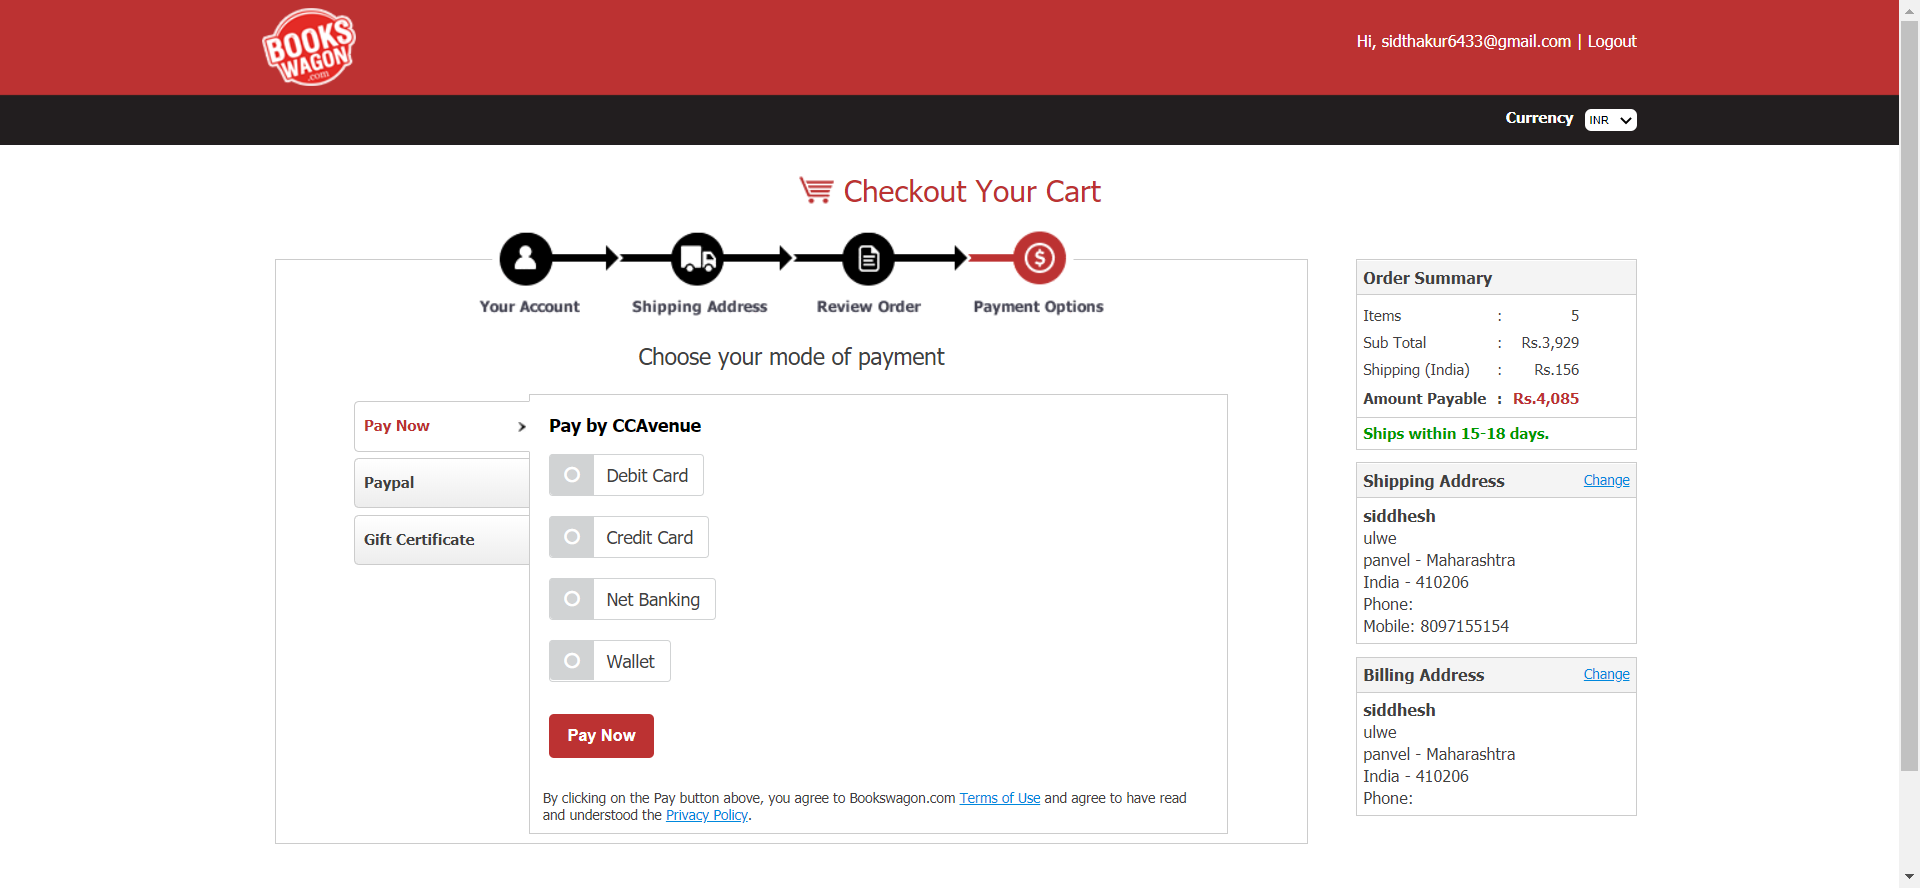 BOOKS
WAGON
.com
Hi, sidthakur6433@gmail.com | Logout
Currency INR
Checkout Your Cart
Your Account Shipping Address Review Order Payment Options
Choose your mode of payment
Pay Now
Paypal
Gift Certificate
Pay by CCAvenue
Debit Card
Credit Card
Net Banking
Wallet
Pay Now
By clicking on the Pay button above, you agree to Bookswagon.com Terms of Use and agree to have read
and understood the Privacy Policy.
Order Summary
Items : 5
Sub Total : Rs.3,929
Shipping (India) : Rs.156
Amount Payable : Rs.4,085
Ships within 15-18 days.
Shipping Address Change
siddhesh
ulwe
panvel - Maharashtra
India - 410206
Phone:
Mobile: 8097155154
Billing Address Change
siddhesh
ulwe
panvel - Maharashtra
India - 410206
Phone: